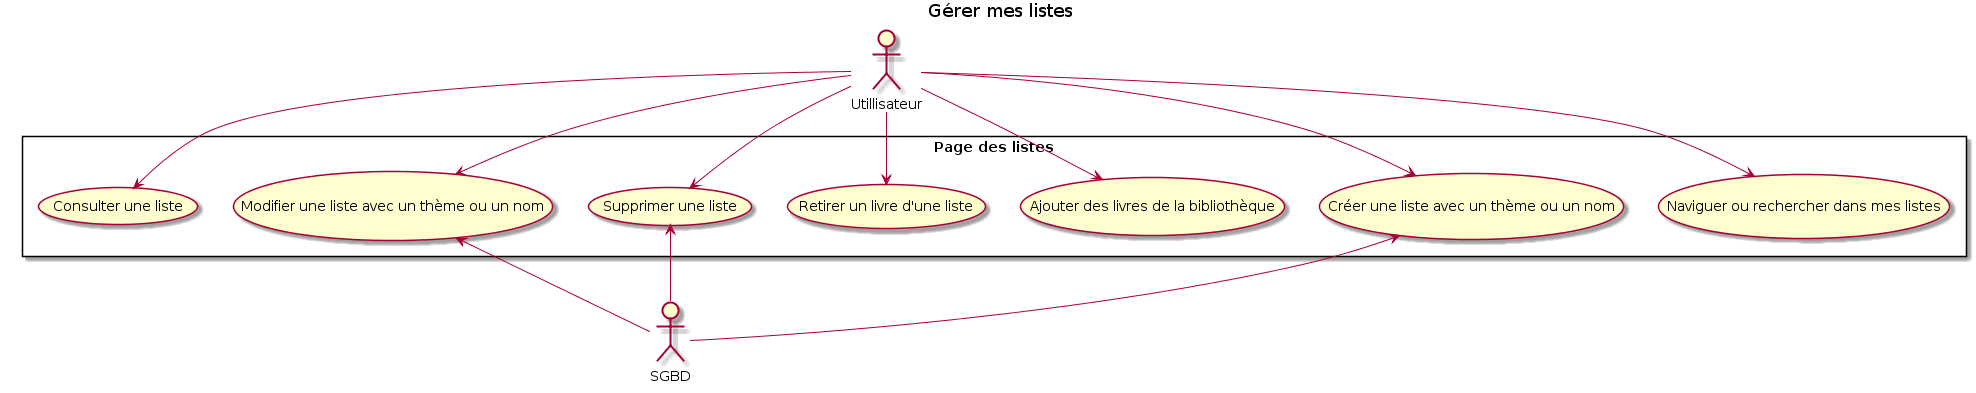 Gérer mes listes
Utillisateur
Page des listes
Consulter une liste
Modifier une liste avec un thème ou un nom
Supprimer une liste
Retirer un livre d'une liste
Ajouter des livres de la bibliothèque
Créer une liste avec un thème ou un nom
Naviguer ou rechercher dans mes listes
SGBD